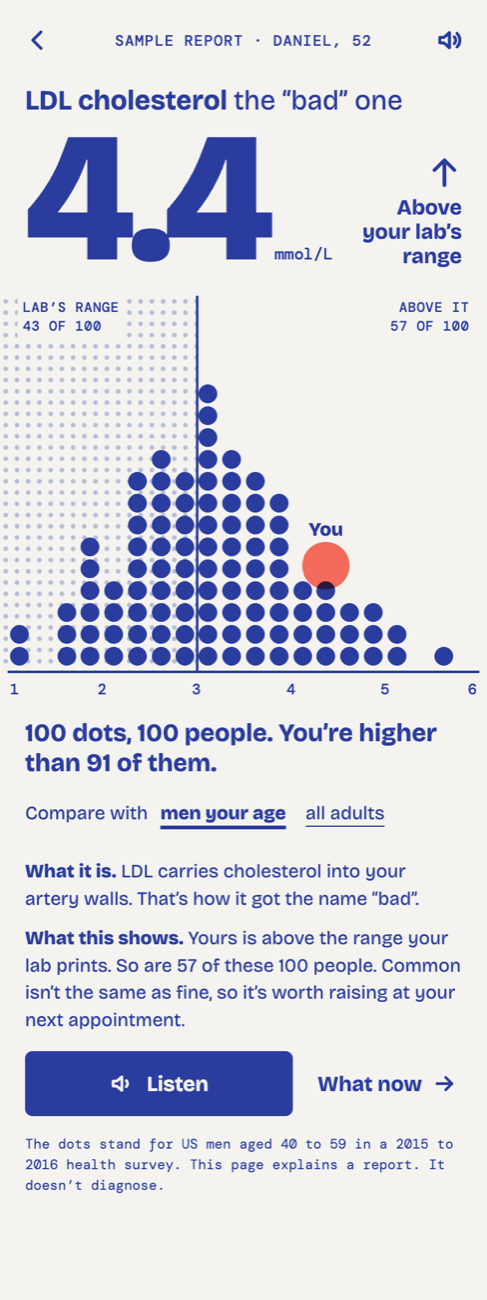 SAMPLE REPORT · DANIEL, 52
LDL cholesterol the “bad” one
4.4 mmol/L
Above
your lab’s
range
LAB’S RANGE
43 OF 100
ABOVE IT
57 OF 100
You
1 2 3 4 5 6
100 dots, 100 people. You’re higher
than 91 of them.
Compare with men your age all adults
What it is. LDL carries cholesterol into your
artery walls. That’s how it got the name “bad”.
What this shows. Yours is above the range your
lab prints. So are 57 of these 100 people. Common
isn’t the same as fine, so it’s worth raising at your
next appointment.
Listen
What now
The dots stand for US men aged 40 to 59 in a 2015 to
2016 health survey. This page explains a report. It
doesn’t diagnose.